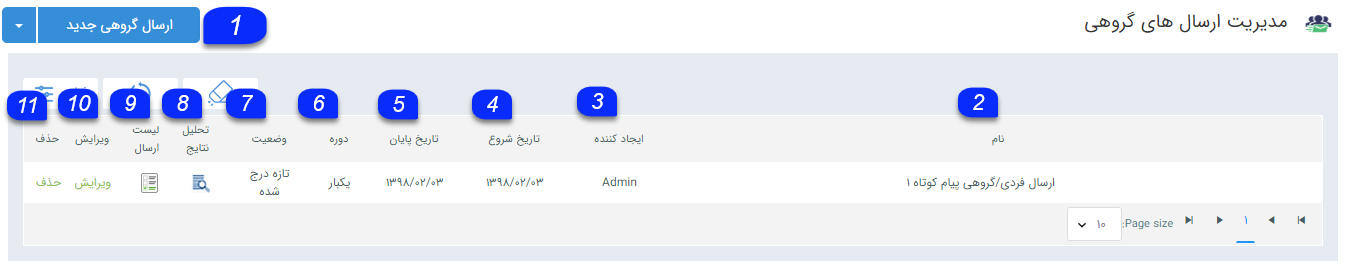 مدیریت ارسال های گروهی
1
ارسال گروهی جدید
2
3
4
5
6
7
8
9
10
11
نام
ایجاد کننده
تاریخ شروع
تاریخ پایان
دوره
وضعیت
تحلیل
نتایج
لیست
ارسال
ویرایش
حذف
ارسال فردی/گروهی پیام کوتاه ۱
Admin
۱۳۹۸/۰۲/۰۳
۱۳۹۸/۰۲/۰۳
یکبار
تازه درج
شده
ویرایش
حذف
۱
Page size:
۱۰